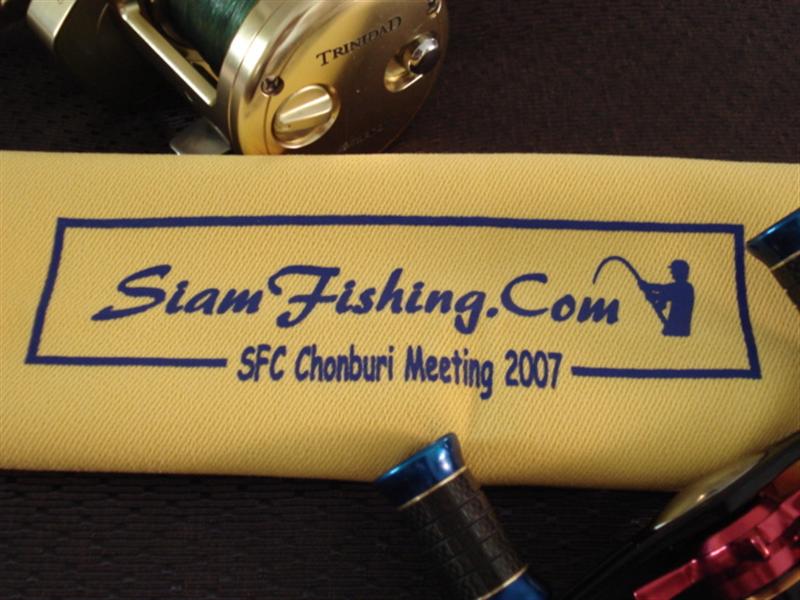 TRINIDAD
SiamFishing.Com
SFC Chonburi Meeting 2007